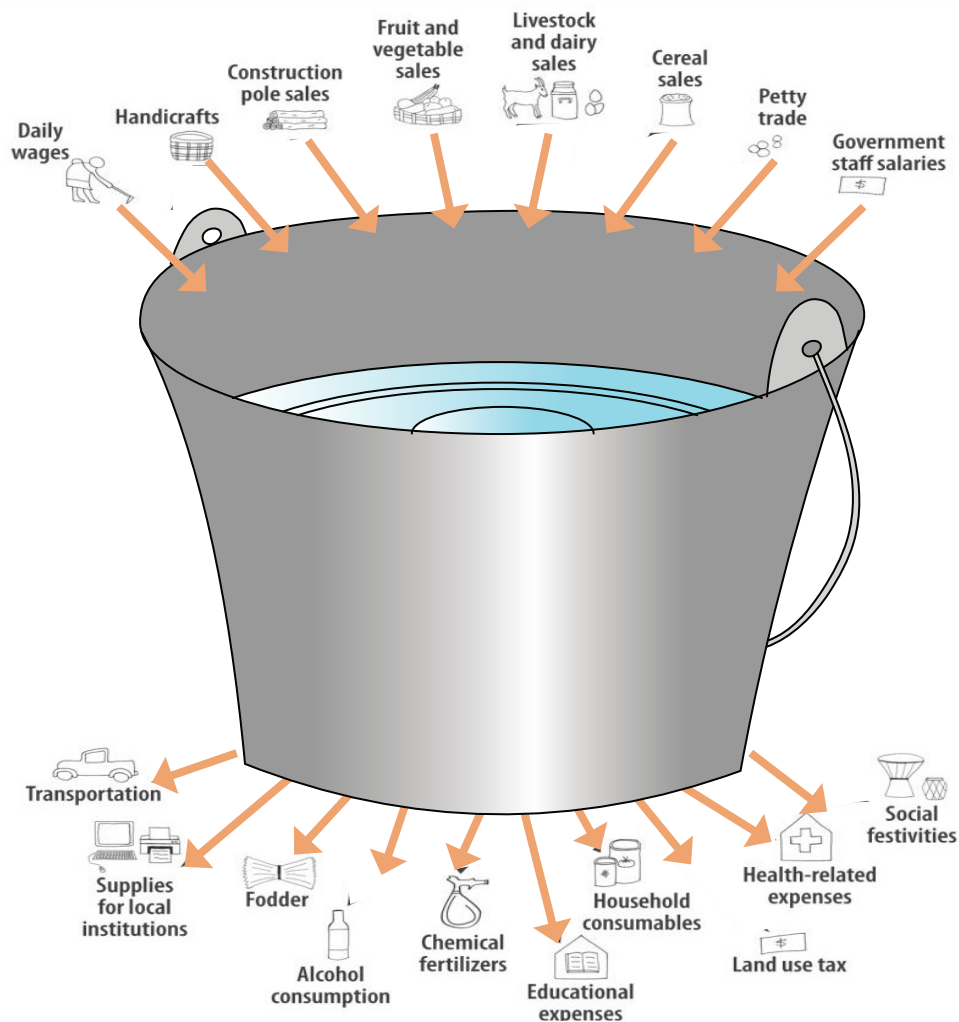 Daily
wages
Handicrafts
Construction
pole sales
Fruit and
vegetable
sales
Livestock
and dairy
sales
Cereal
sales
Petty
trade
Government
staff salaries
$
Transportation
Supplies
for local
institutions
Fodder
Alcohol
consumption
Chemical
fertilizers
Educational
expenses
Household
consumables
Land use tax
$
Health-related
expenses
Social
festivities